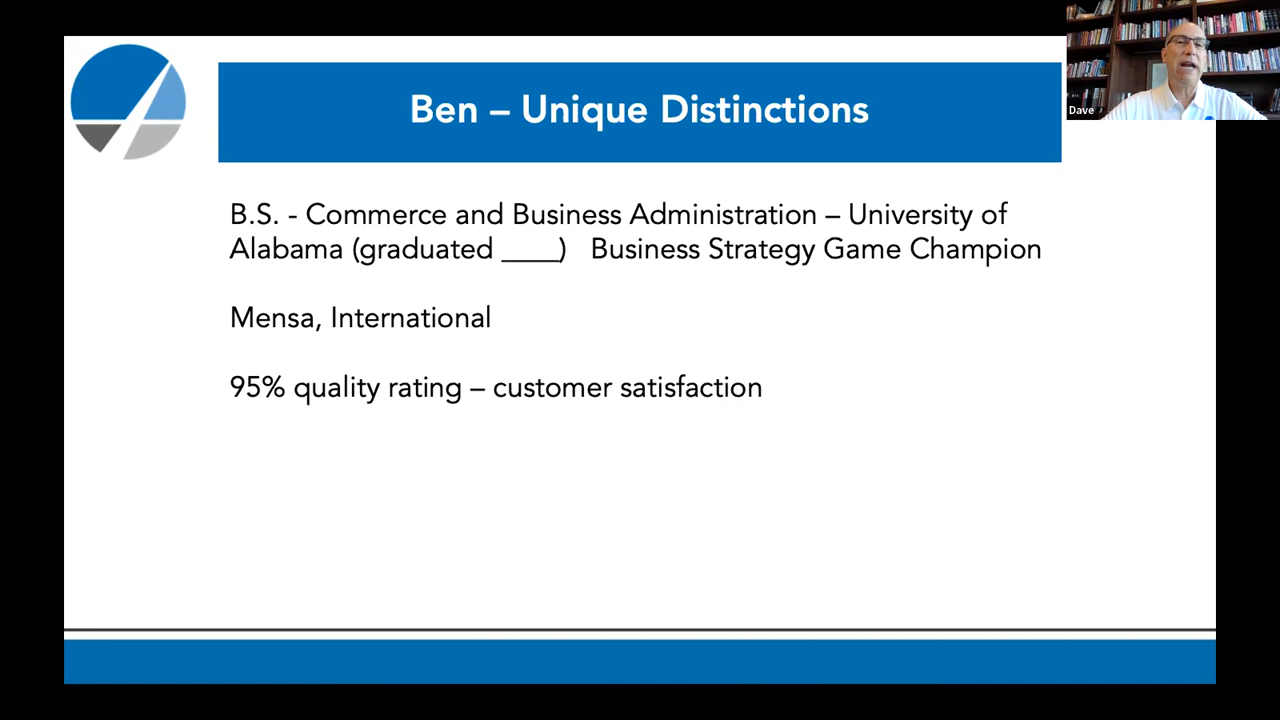 Ben – Unique Distinctions
Dave
B.S. - Commerce and Business Administration – University of
Alabama (graduated ____)   Business Strategy Game Champion
Mensa, International
95% quality rating – customer satisfaction